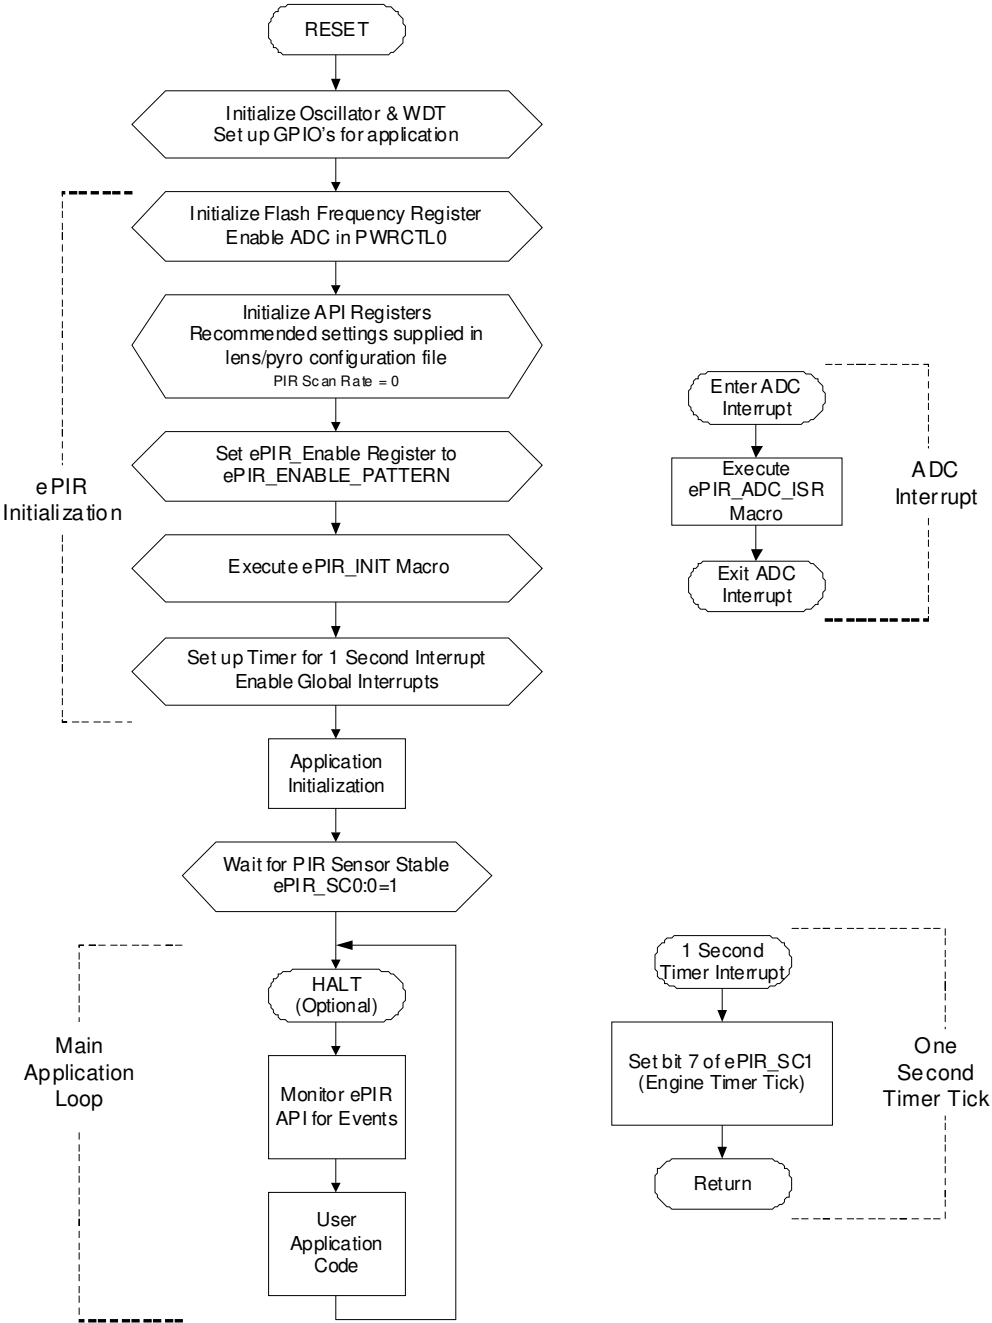 RESET
Initialize Oscillator & WDT
Set up GPIO's for application
Initialize Flash Frequency Register
Enable ADC in PWRCTL0
Initialize API Registers
Recommended settings supplied in
lens/pyro configuration file
PIR Scan Rate = 0
Set ePIR_Enable Register to
ePIR_ENABLE_PATTERN
Execute ePIR_INIT Macro
Set up Timer for 1 Second Interrupt
Enable Global Interrupts
ePIR
Initialization
Application
Initialization
Wait for PIR Sensor Stable
ePIR_SC0:0=1
HALT
(Optional)
Monitor ePIR
API for Events
User
Application
Code
Main
Application
Loop
Enter ADC
Interrupt
Execute
ePIR_ADC_ISR
Macro
Exit ADC
Interrupt
ADC
Interrupt
1 Second
Timer Interrupt
Set bit 7 of ePIR_SC1
(Engine Timer Tick)
Return
One
Second
Timer Tick